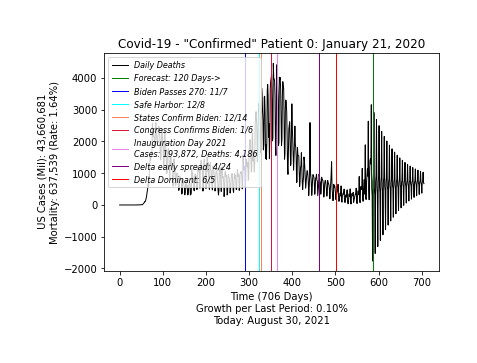 Covid-19 - "Confirmed" Patient 0: January 21, 2020
US Cases (Mil): 43,660,681
Mortality: 637,539 (Rate: 1.64%)
4000
3000
2000
1000
0
−1000
−2000
Daily Deaths
Forecast: 120 Days->
Biden Passes 270: 11/7
Safe Harbor: 12/8
States Confirm Biden: 12/14
Congress Confirms Biden: 1/6
Inauguration Day 2021
Cases: 193,872, Deaths: 4,186
Delta early spread: 4/24
Delta Dominant: 6/5
0 100 200 300 400 500 600 700
Time (706 Days)
Growth per Last Period: 0.10%
Today: August 30, 2021